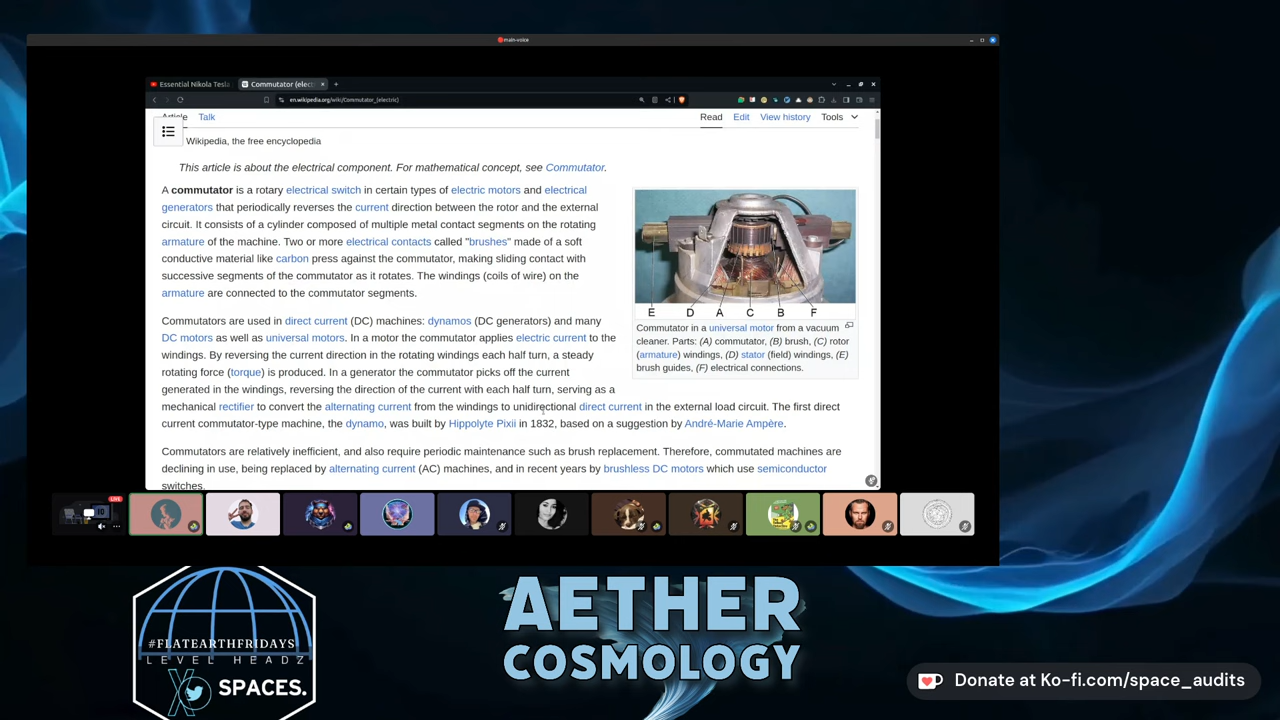 main-voice
Essential Nikola Tesla
Commutator (elec
en.wikipedia.org/wiki/Commutator_(electric)
Article Talk Read Edit View history Tools
Wikipedia, the free encyclopedia
This article is about the electrical component. For mathematical concept, see Commutator.
A commutator is a rotary electrical switch in certain types of electric motors and electrical
generators that periodically reverses the current direction between the rotor and the external
circuit. It consists of a cylinder composed of multiple metal contact segments on the rotating
armature of the machine. Two or more electrical contacts called "brushes" made of a soft
conductive material like carbon press against the commutator, making sliding contact with
successive segments of the commutator as it rotates. The windings (coils of wire) on the
armature are connected to the commutator segments.
E D A C B F
Commutator in a universal motor from a vacuum
cleaner. Parts: (A) commutator, (B) brush, (C) rotor
(armature) windings, (D) stator (field) windings, (E)
brush guides, (F) electrical connections.
Commutators are used in direct current (DC) machines: dynamos (DC generators) and many
DC motors as well as universal motors. In a motor the commutator applies electric current to the
windings. By reversing the current direction in the rotating windings each half turn, a steady
rotating force (torque) is produced. In a generator the commutator picks off the current
generated in the windings, reversing the direction of the current with each half turn, serving as a
mechanical rectifier to convert the alternating current from the windings to unidirectional direct current in the external load circuit. The first direct
current commutator-type machine, the dynamo, was built by Hippolyte Pixii in 1832, based on a suggestion by André-Marie Ampère.
Commutators are relatively inefficient, and also require periodic maintenance such as brush replacement. Therefore, commutated machines are
declining in use, being replaced by alternating current (AC) machines, and in recent years by brushless DC motors which use semiconductor
switches.
LIVE
#FLATEARTHFRIDAYS
LEVEL HEADZ
SPACES.
AETHER
COSMOLOGY
Donate at Ko-fi.com/space_audits